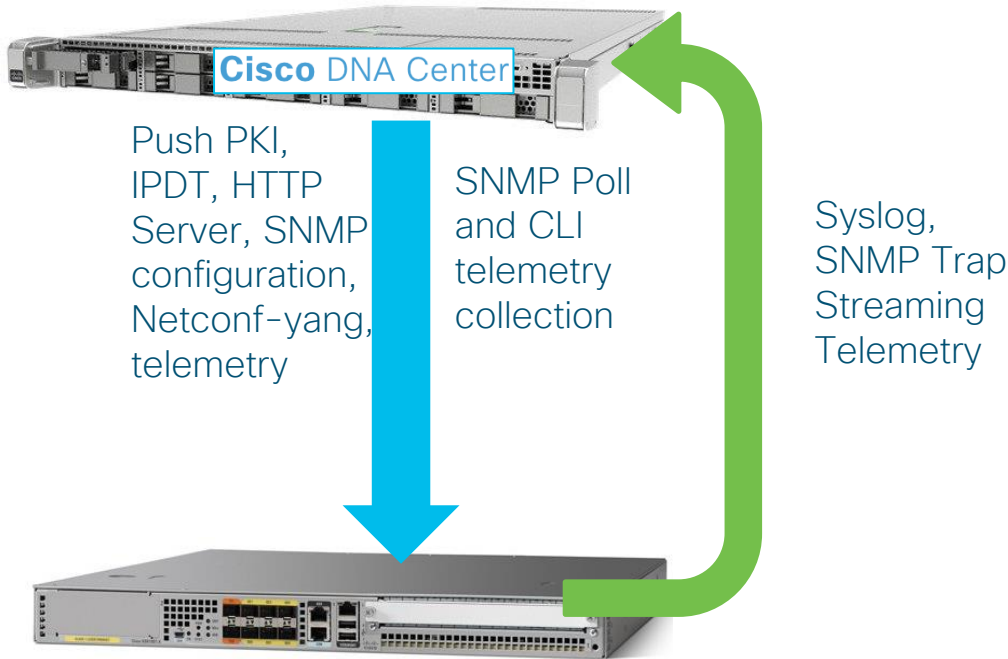 Cisco DNA Center
Push PKI,
IPDT, HTTP
Server, SNMP
configuration,
Netconf-yang,
telemetry
SNMP Poll
and CLI
telemetry
collection
Syslog,
SNMP Trap
Streaming
Telemetry